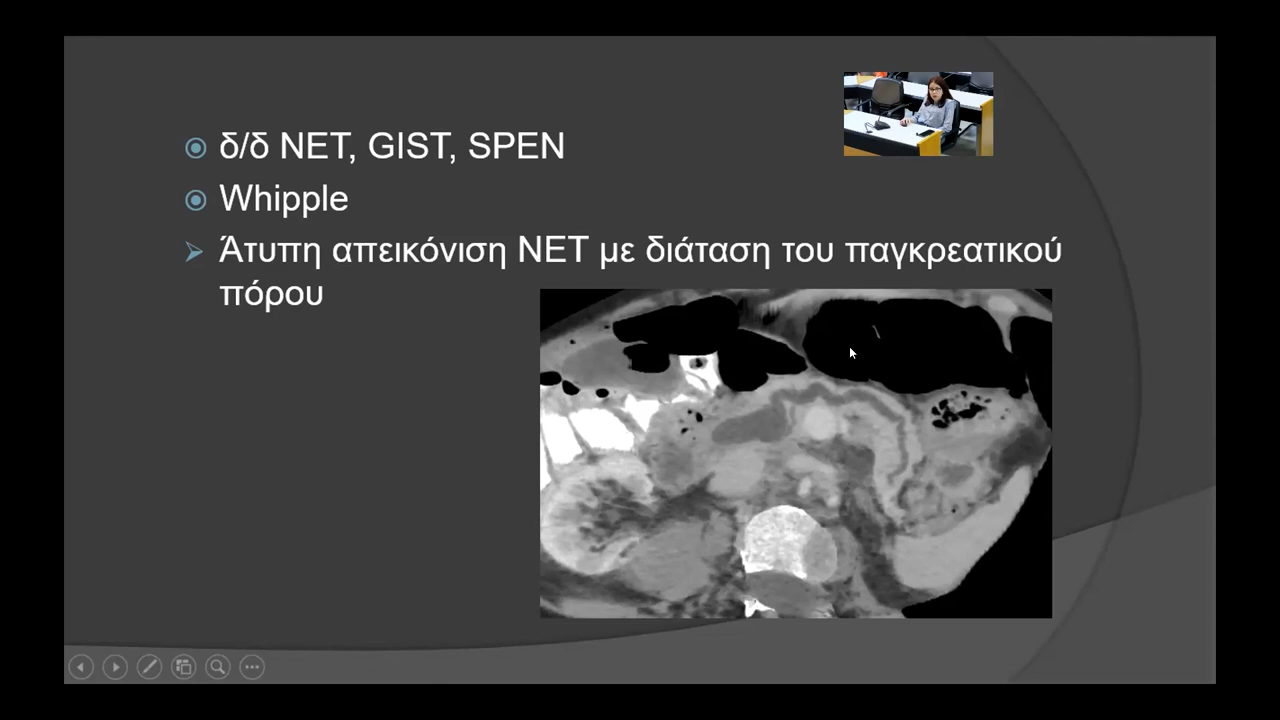 δ/δ NET, GIST, SPEN
Whipple
Άτυπη απεικόνιση NET με διάταση του παγκρεατικού
πόρου